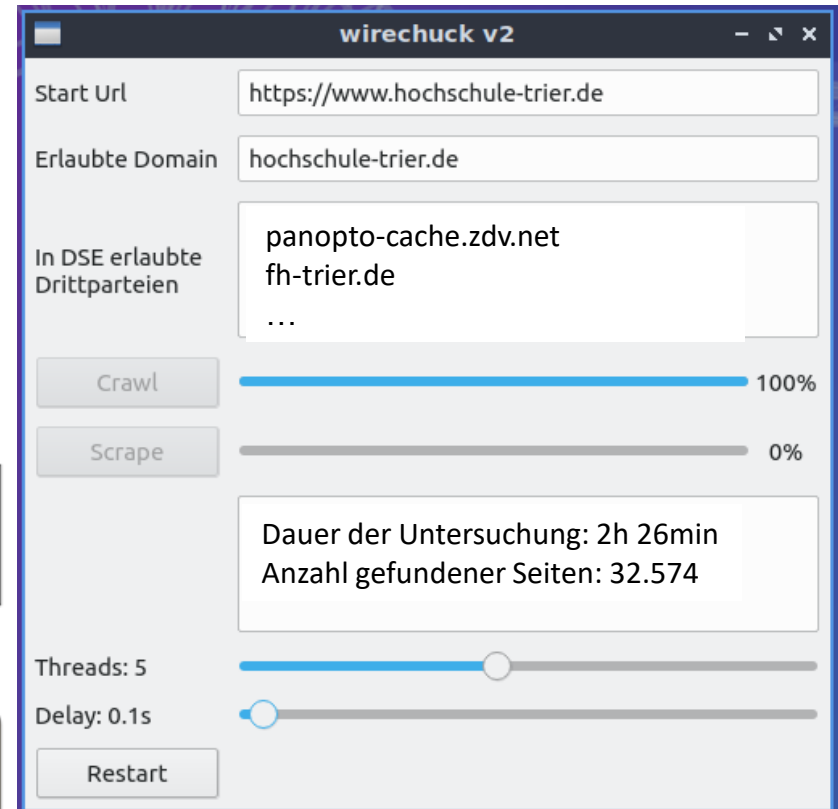 wirechuck v2
Start Url
https://www.hochschule-trier.de
Erlaubte Domain
hochschule-trier.de
In DSE erlaubte
Drittparteien
panopto-cache.zdv.net
fh-trier.de
…
Crawl
100%
Scrape
0%
Dauer der Untersuchung: 2h 26min
Anzahl gefundener Seiten: 32.574
Threads: 5
Delay: 0.1s
Restart